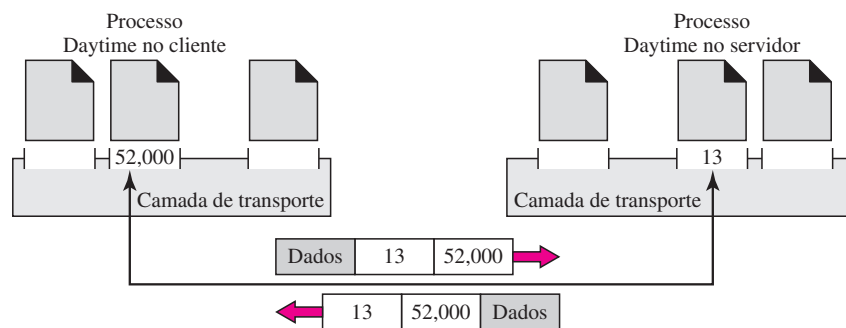 Processo
Daytime no cliente
Processo
Daytime no servidor
52,000
13
Camada de transporte
Camada de transporte
Dados 13 52,000
13 52,000 Dados